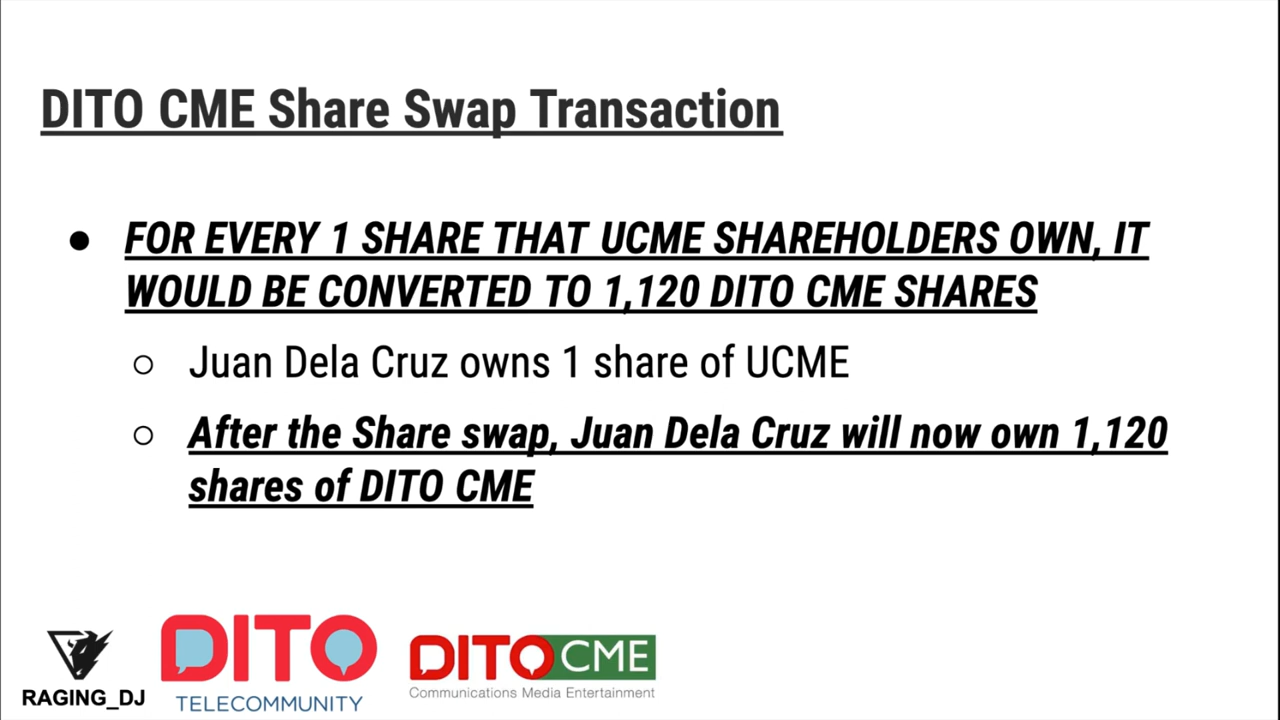 DITO CME Share Swap Transaction
● FOR EVERY 1 SHARE THAT UCME SHAREHOLDERS OWN, IT
WOULD BE CONVERTED TO 1,120 DITO CME SHARES
○ Juan Dela Cruz owns 1 share of UCME
○ After the Share swap, Juan Dela Cruz will now own 1,120
shares of DITO CME
RAGING_DJ
DITO
TELECOMMUNITY
DITO CME
Communications Media Entertainment